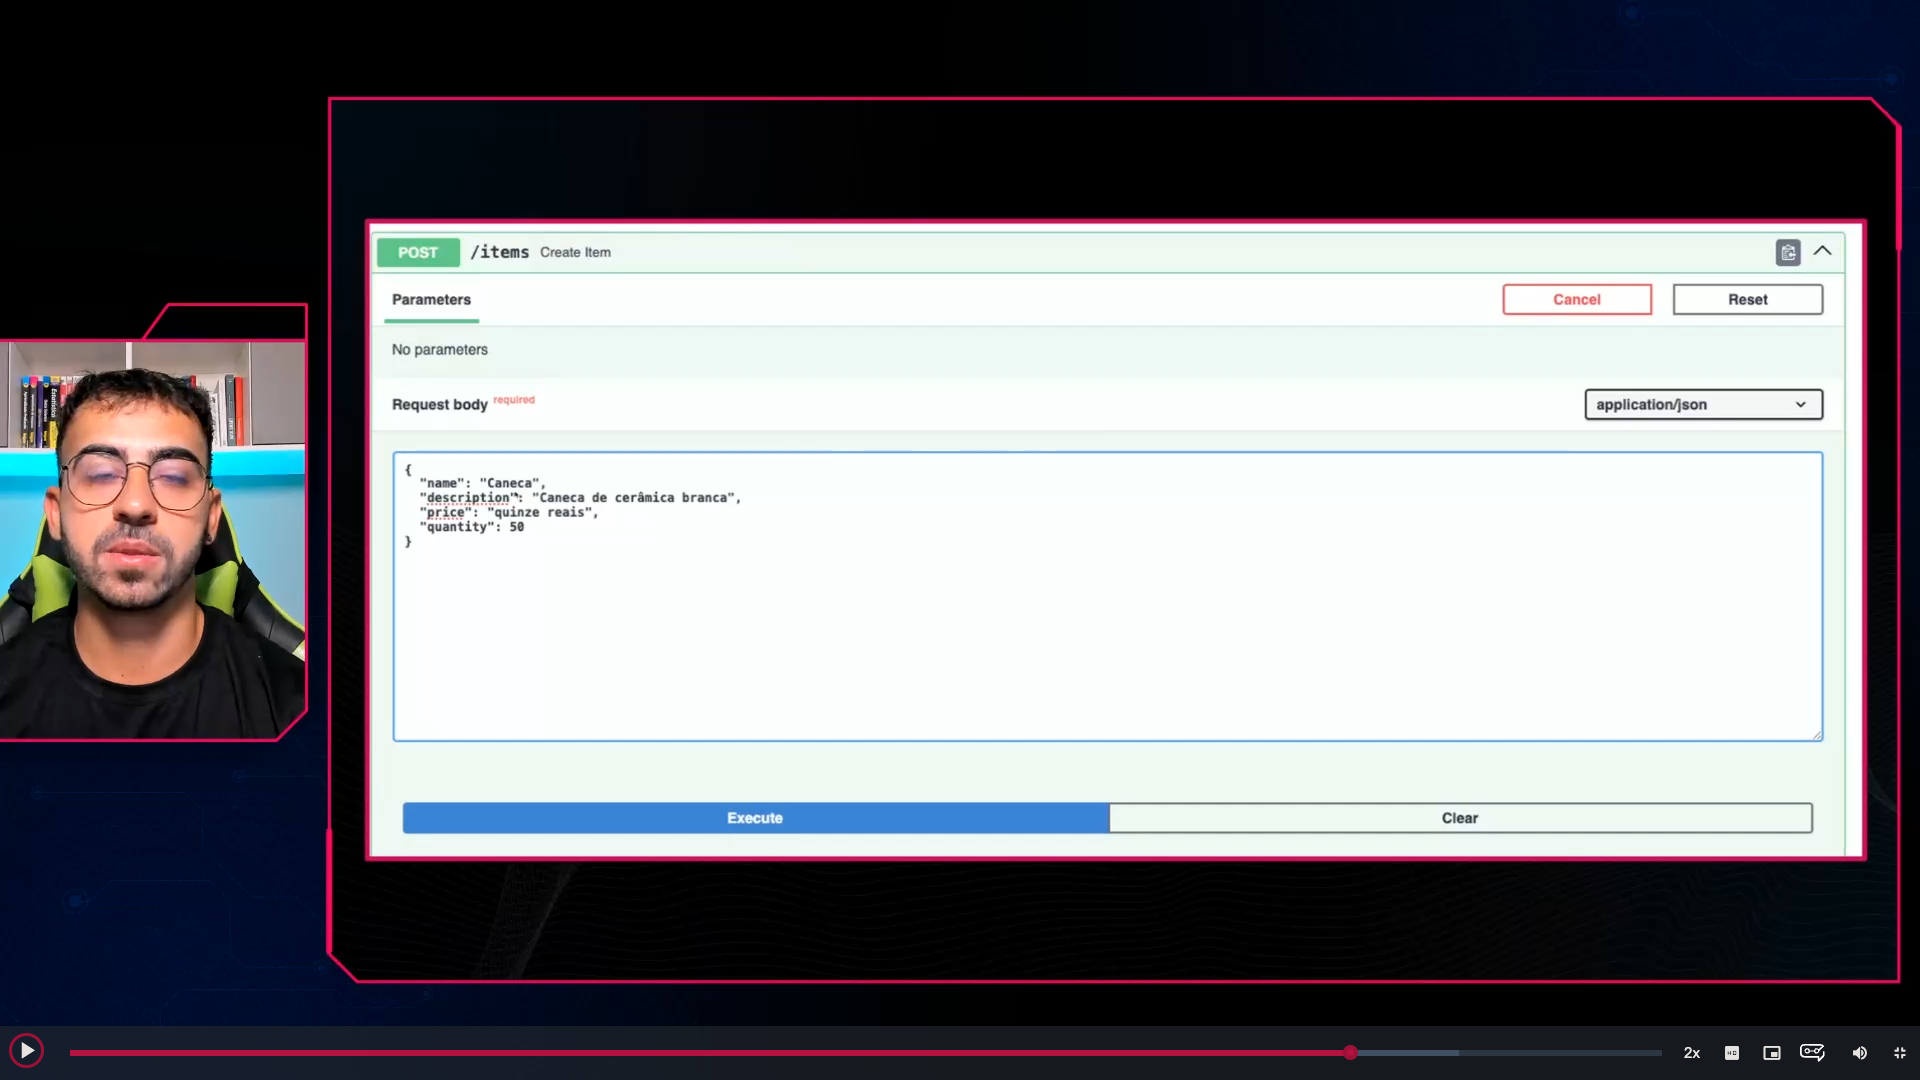 POST /items Create Item
Parameters
Cancel
Reset
No parameters
Request body required
application/json
{
"name": "Caneca",
"description": "Caneca de cerâmica branca",
"price": "quinze reais",
"quantity": 50
}
Execute
Clear
2x
HD